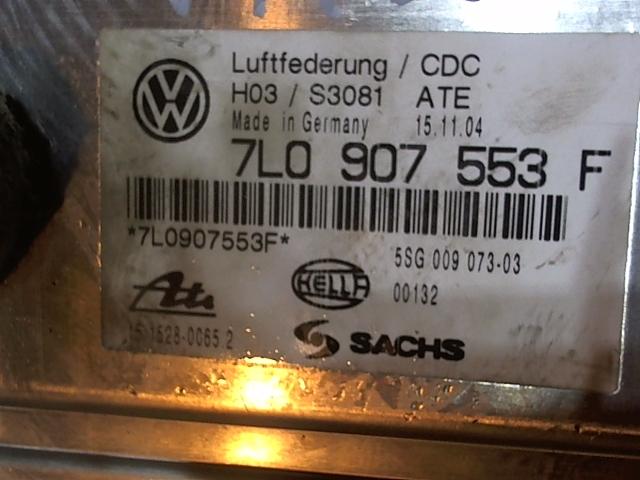 Luftfederung / CDC
H03 / S3081 ATE
Made in Germany 15.11.04
7L0 907 553 F
*7L0907553F*
5SG 009 073-03
HELLA
00132
Ate
SACHS